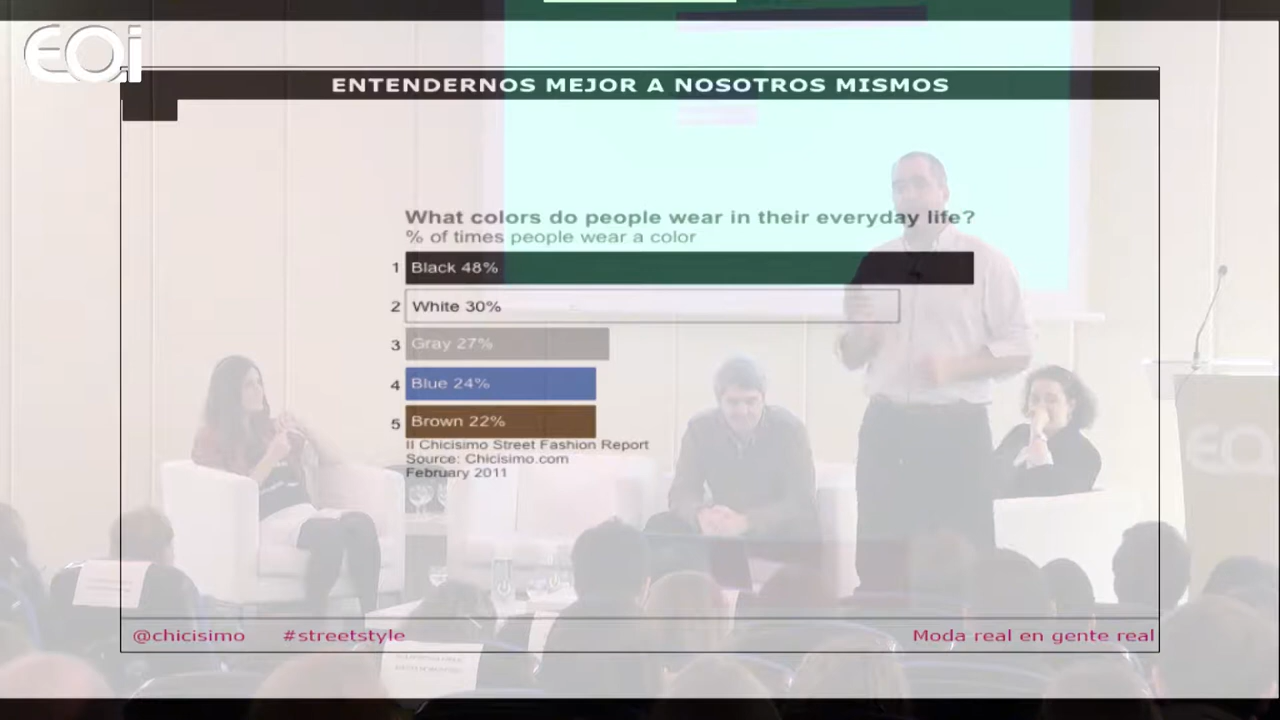 EOi
ENTENDERNOS MEJOR A NOSOTROS MISMOS
What colors do people wear in their everyday life?
% of times people wear a color
1 Black 48%
2 White 30%
3 Gray 27%
4 Blue 24%
5 Brown 22%
II Chicisimo Street Fashion Report
Source: Chicisimo.com
February 2011
EOi
@chicisimo #streetstyle
Moda real en gente real